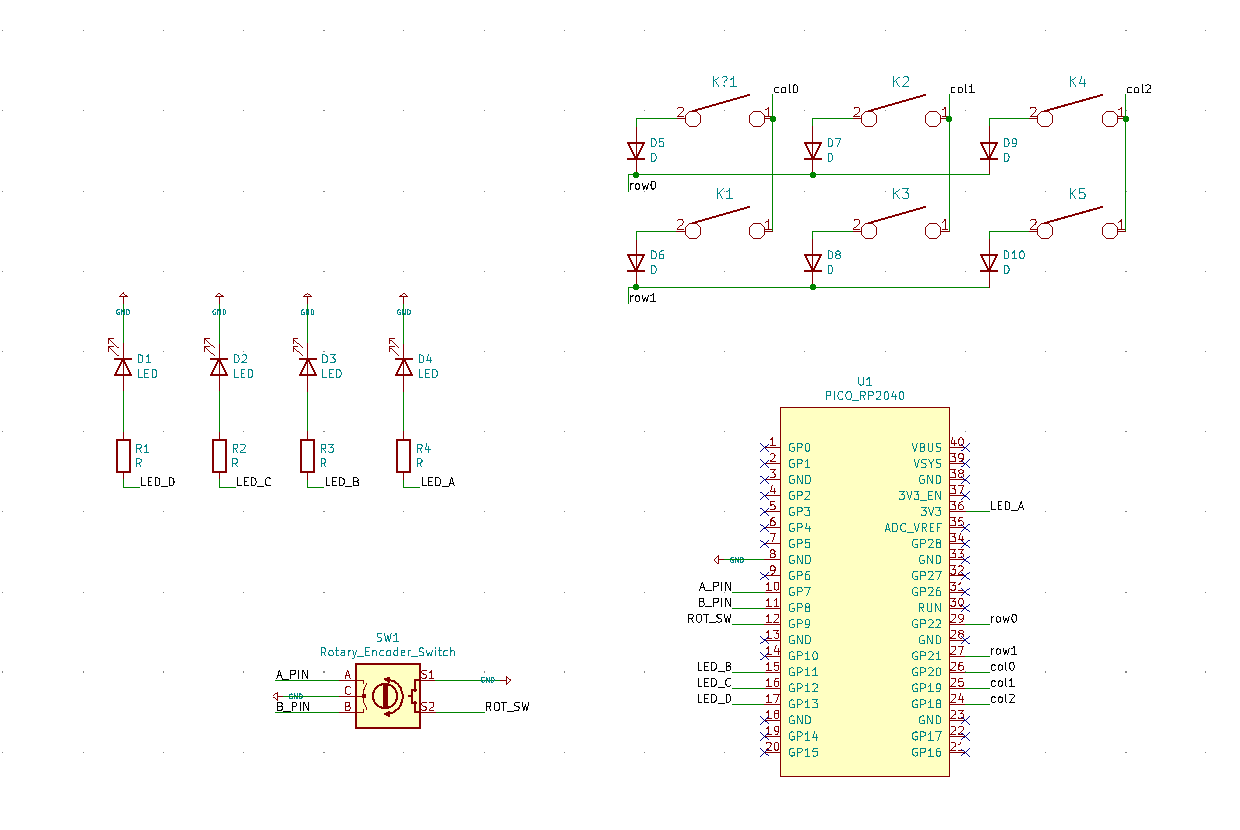 K?1 K2 K4
col0 col1 col2
2 1 2 1 2 1
D5 D7 D9
D D D
row0
K1 K3 K5
2 1 2 1 2 1
D6 D8 D10
D D D
row1
GND GND GND GND
D1 D2 D3 D4
LED LED LED LED
R1 R2 R3 R4
R R R R
LED_D LED_C LED_B LED_A
U1
PICO_RP2040
1 GP0 VBUS 40
2 GP1 VSYS 39
3 GND GND 38
4 GP2 3V3_EN 37
5 GP3 3V3 36 LED_A
6 GP4 ADC_VREF 35
7 GP5 GP28 34
GND 8 GND GND 33
9 GP6 GP27 32
A_PIN 10 GP7 GP26 31
B_PIN 11 GP8 RUN 30
ROT_SW 12 GP9 GP22 29 row0
13 GND GND 28
14 GP10 GP21 27 row1
LED_B 15 GP11 GP20 26 col0
LED_C 16 GP12 GP19 25 col1
LED_D 17 GP13 GP18 24 col2
18 GND GND 23
19 GP14 GP17 22
20 GP15 GP16 21
SW1
Rotary_Encoder_Switch
A_PIN A S1 GND
GND C
B_PIN B S2 ROT_SW